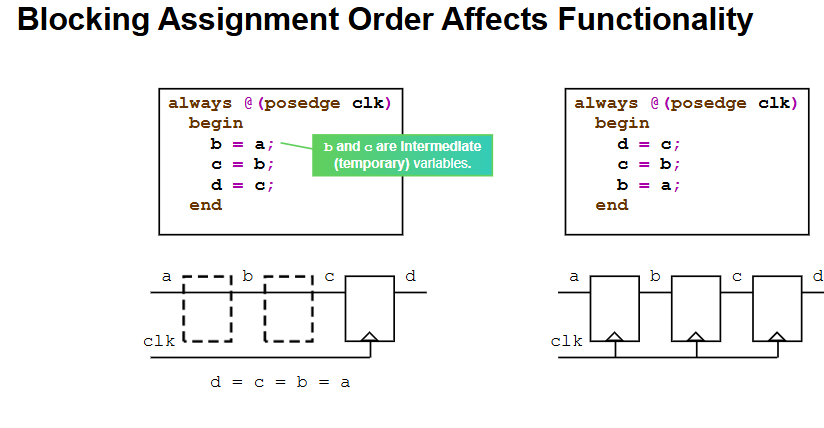 Blocking Assignment Order Affects Functionality
always @(posedge clk)
begin
b = a;
c = b;
d = c;
end
b and c are Intermediate
(temporary) variables.
a b c d
clk
d = c = b = a
always @(posedge clk)
begin
d = c;
c = b;
b = a;
end
a b c d
clk